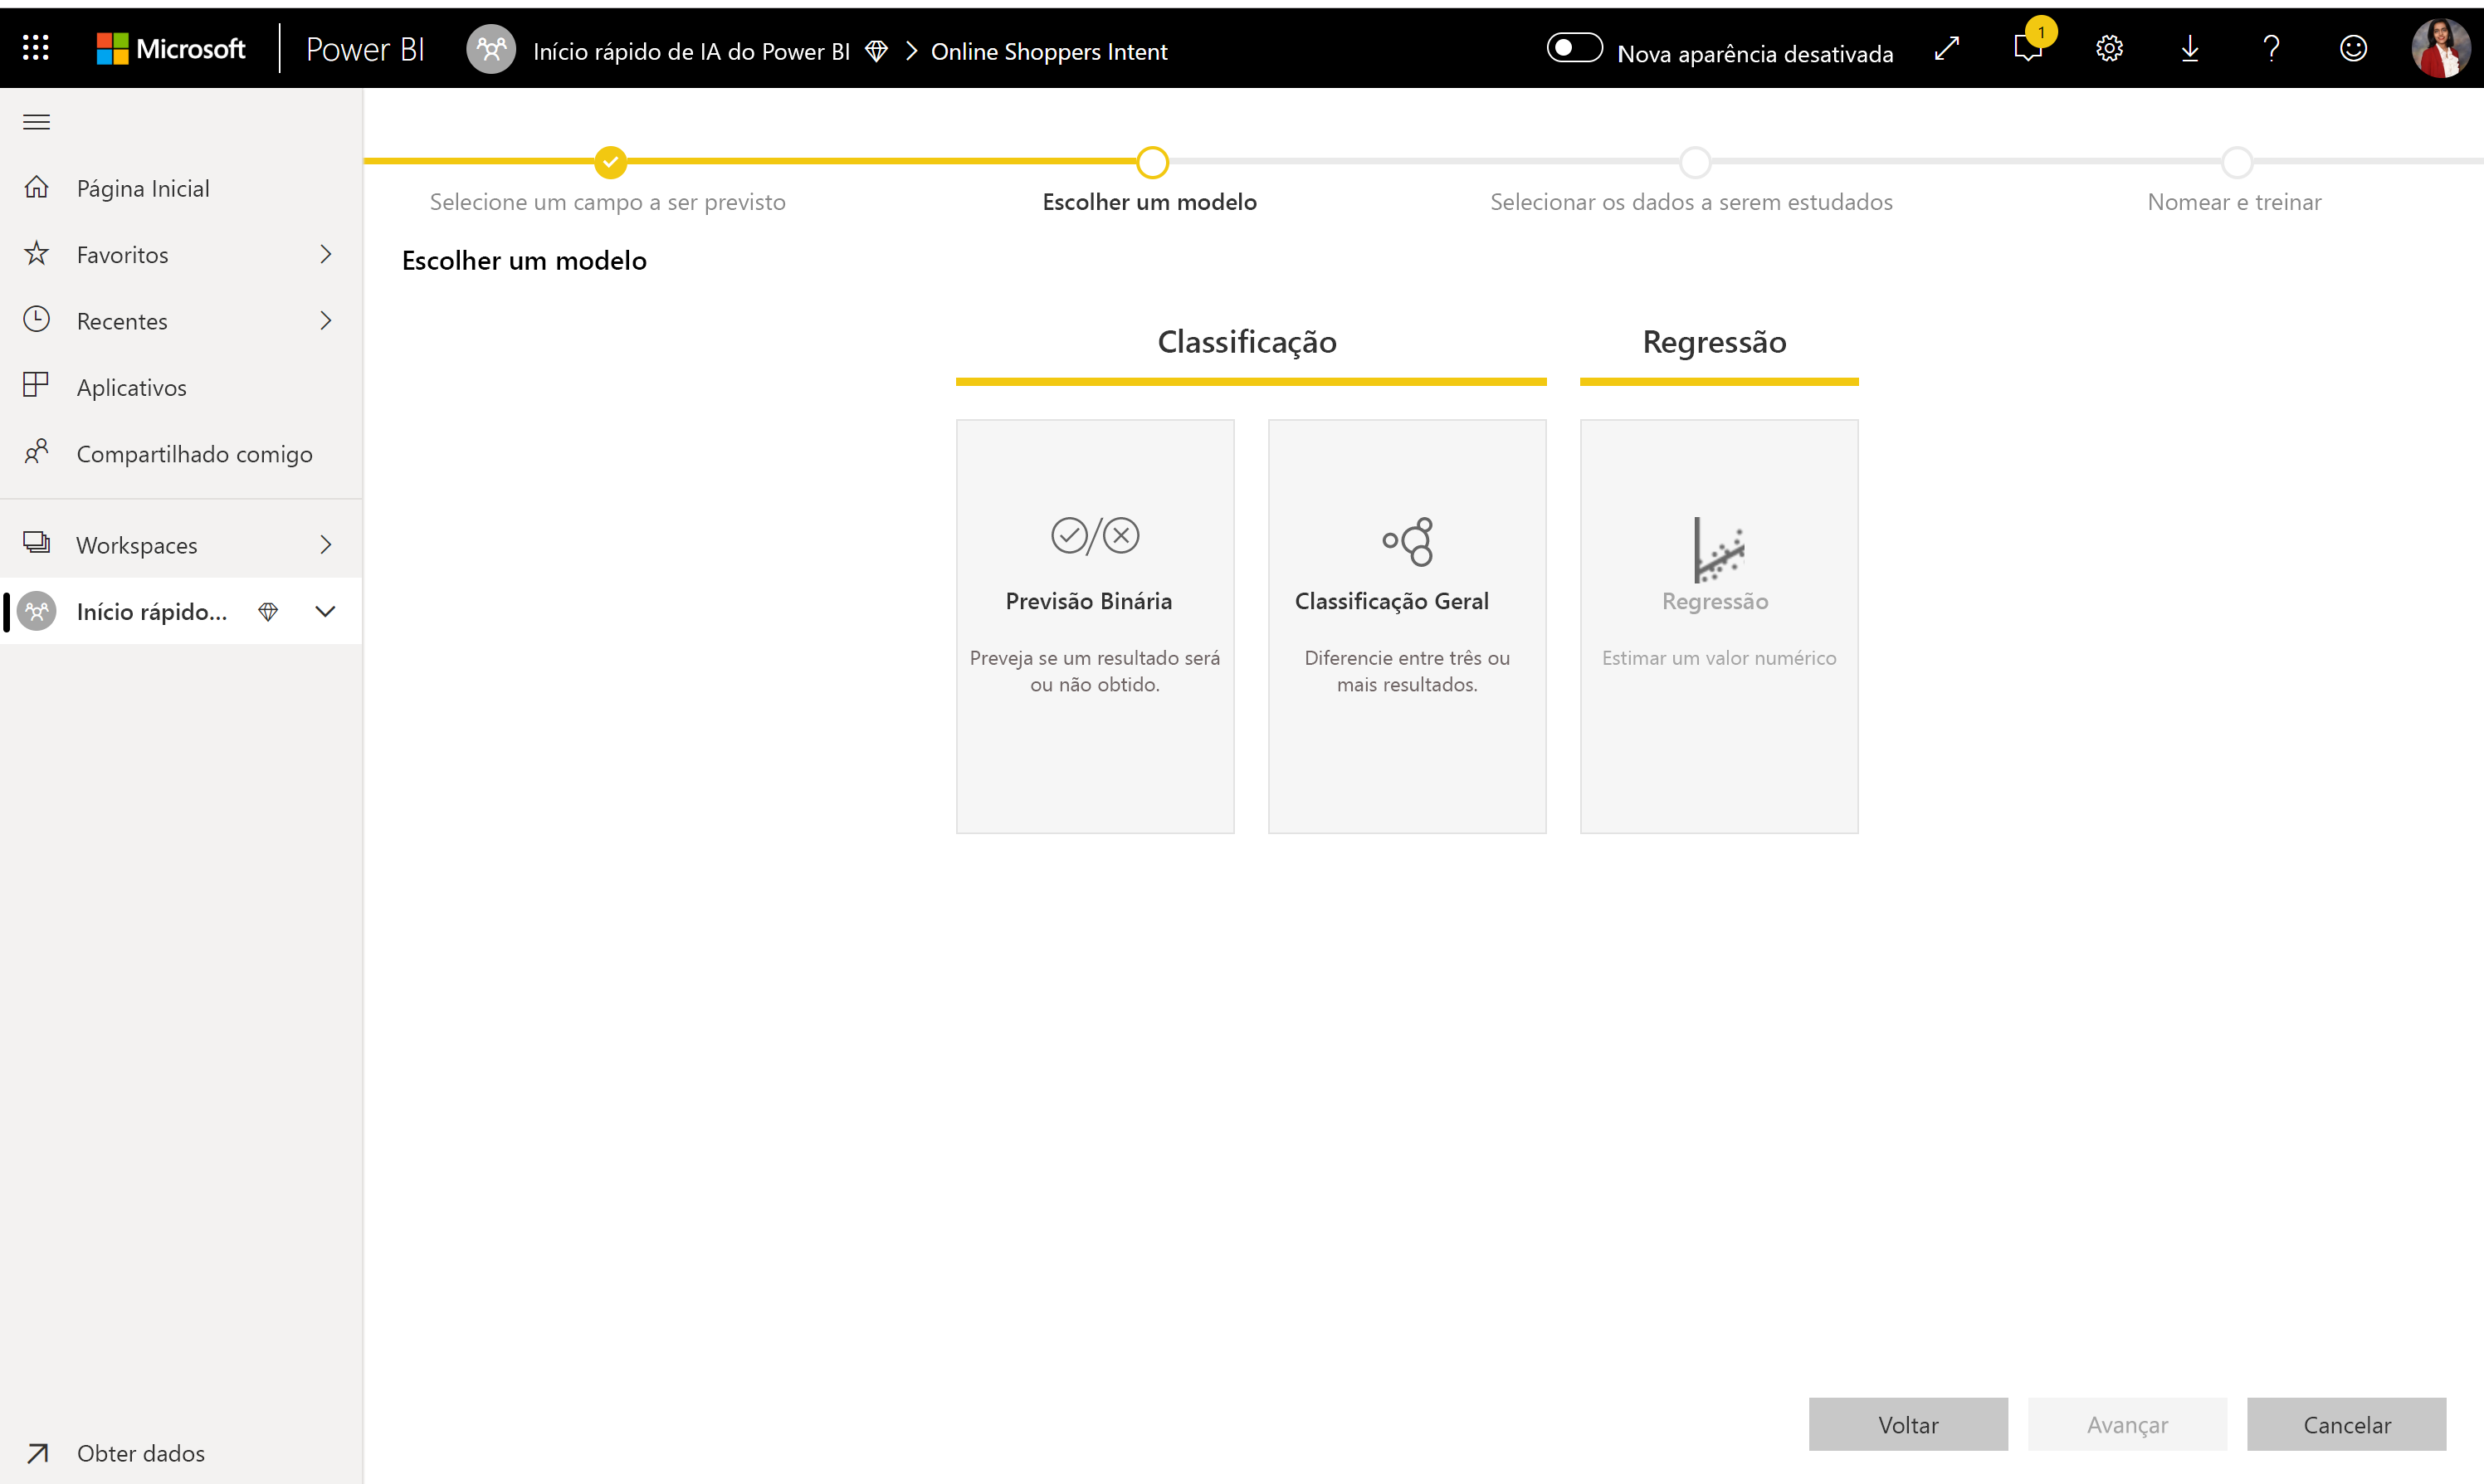 Microsoft
Power BI
Início rápido de IA do Power BI
Online Shoppers Intent
Nova aparência desativada
1
Página Inicial
Favoritos
Recentes
Aplicativos
Compartilhado comigo
Workspaces
Início rápido...
Obter dados
Selecione um campo a ser previsto
Escolher um modelo
Selecionar os dados a serem estudados
Nomear e treinar
Escolher um modelo
Classificação
Regressão
Previsão Binária
Preveja se um resultado será
ou não obtido.
Classificação Geral
Diferencie entre três ou
mais resultados.
Regressão
Estimar um valor numérico
Voltar
Avançar
Cancelar